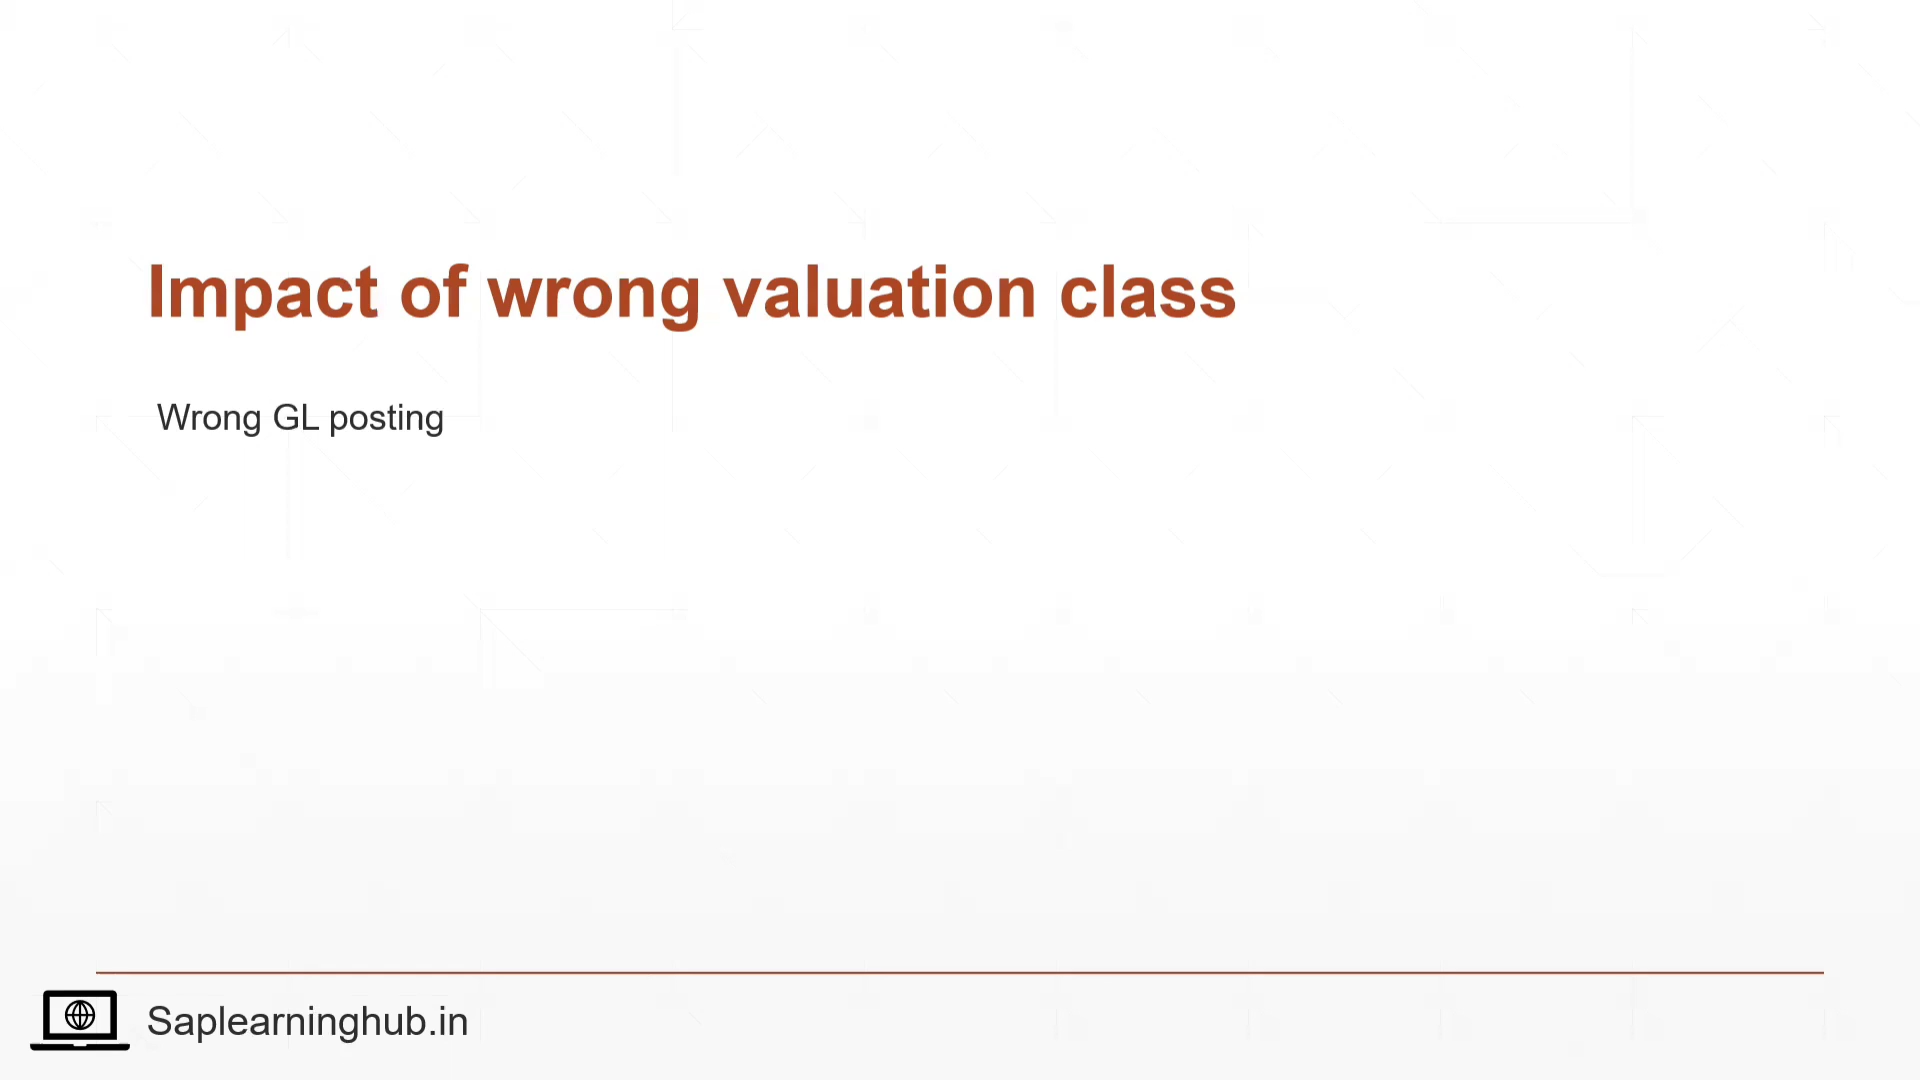 Impact of wrong valuation class
Wrong GL posting
Saplearninghub.in